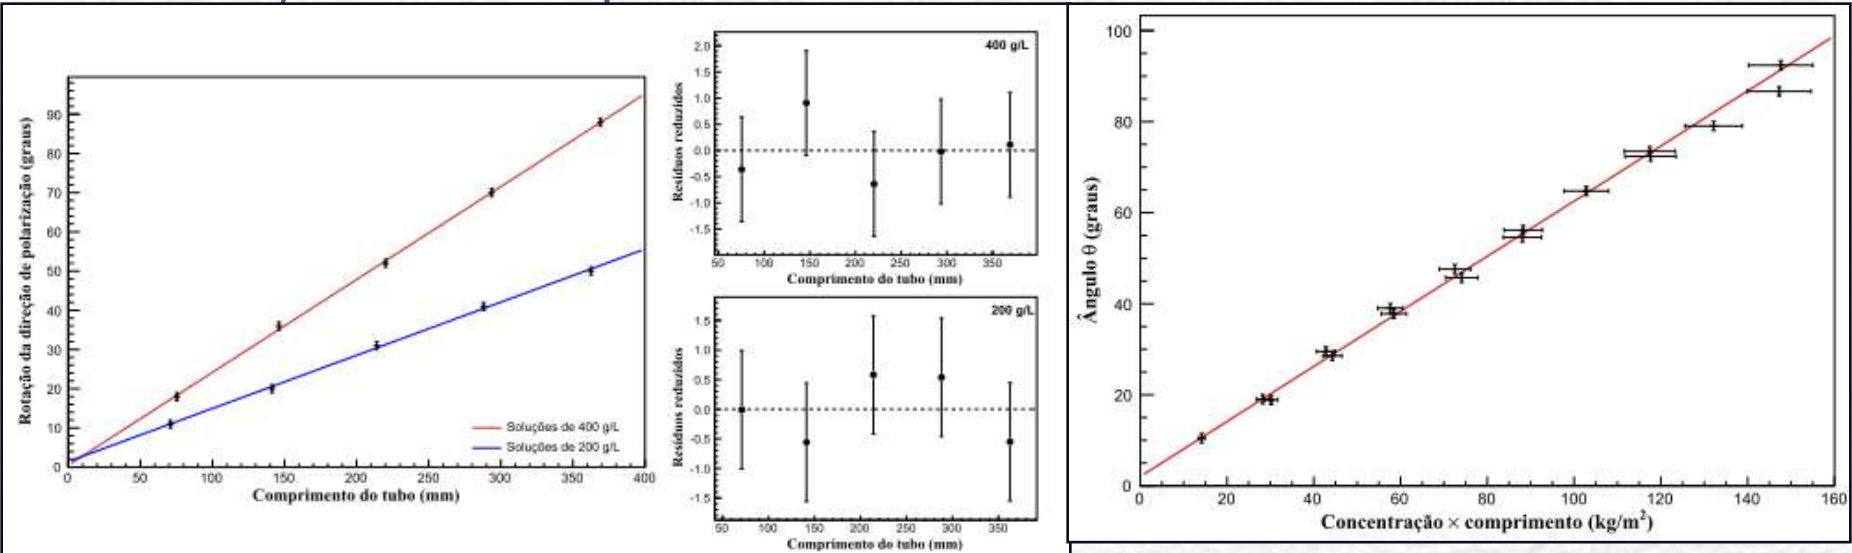 Rotação da direção de polarização (graus)
90
80
70
60
50
40
30
20
10
0
Soluções de 400 g/L
Soluções de 200 g/L
0 50 100 150 200 250 300 350 400
Comprimento do tubo (mm)
400 g/L
Resíduos reduzidos
2.0
1.5
1.0
0.5
0.0
-0.5
-1.0
-1.5
50 100 150 200 250 300 350
Comprimento do tubo (mm)
200 g/L
Resíduos reduzidos
1.5
1.0
0.5
0.0
-0.5
-1.0
-1.5
50 100 150 200 250 300 350
Comprimento do tubo (mm)
Ângulo θ (graus)
100
80
60
40
20
0
0 20 40 60 80 100 120 140 160
Concentração × comprimento (kg/m²)